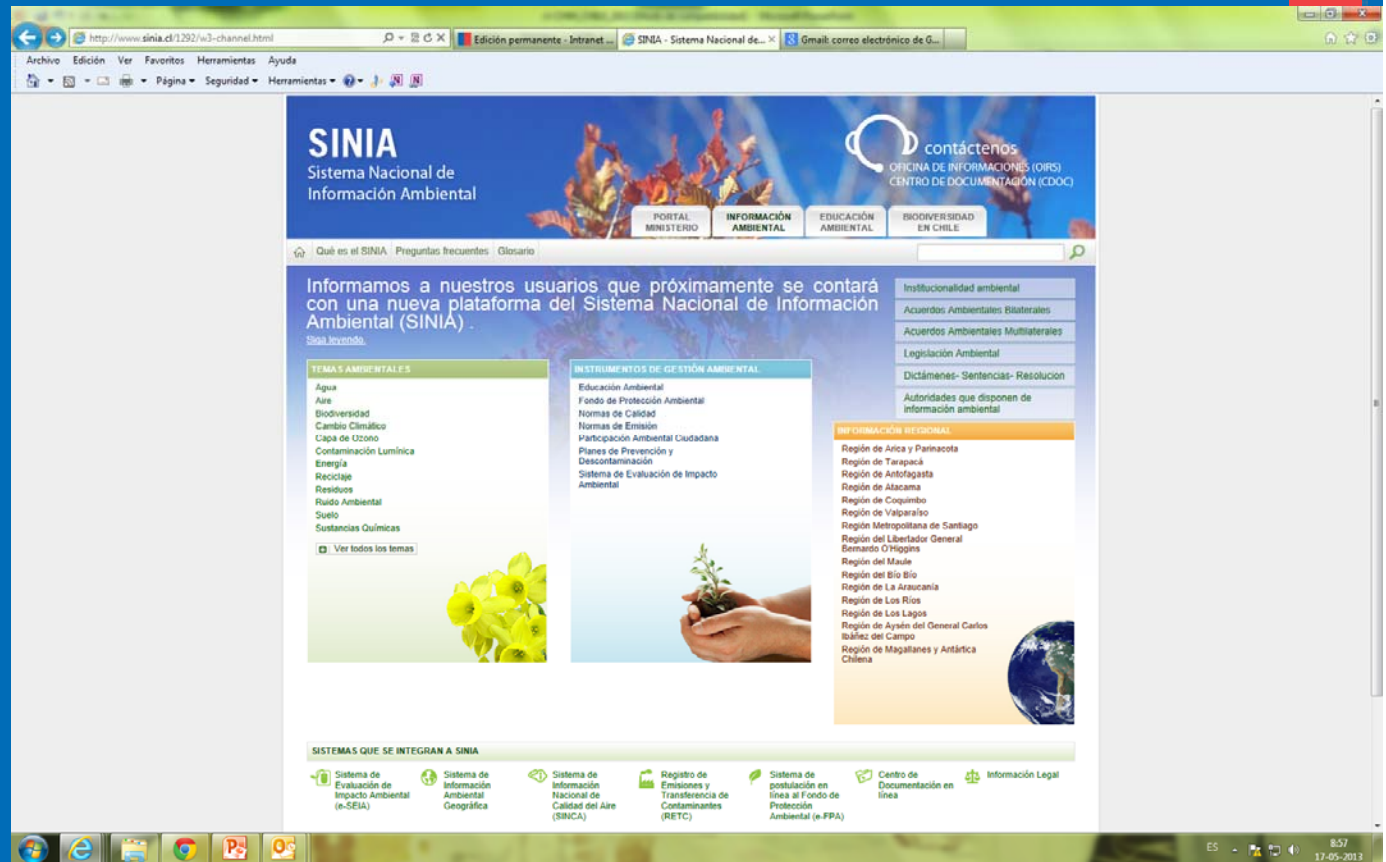 http://www.sinia.cl/1292/w3-channel.html
Edición permanente - Intranet ...
SINIA - Sistema Nacional de...
Gmail: correo electrónico de G...
Archivo Edición Ver Favoritos Herramientas Ayuda
Página Seguridad Herramientas
SINIA
Sistema Nacional de
Información Ambiental
contáctenos
OFICINA DE INFORMACIONES (OIRS)
CENTRO DE DOCUMENTACIÓN (CDOC)
PORTAL
MINISTERIO
INFORMACIÓN
AMBIENTAL
EDUCACIÓN
AMBIENTAL
BIODIVERSIDAD
EN CHILE
Qué es el SINIA Preguntas frecuentes Glosario
Informamos a nuestros usuarios que próximamente se contará
con una nueva plataforma del Sistema Nacional de Información
Ambiental (SINIA) .
Siga leyendo.
Institucionalidad ambiental
Acuerdos Ambientales Bilaterales
Acuerdos Ambientales Multilaterales
Legislación Ambiental
Dictámenes- Sentencias- Resolucion
Autoridades que disponen de
información ambiental
TEMAS AMBIENTALES
Agua
Aire
Biodiversidad
Cambio Climático
Capa de Ozono
Contaminación Lumínica
Energía
Reciclaje
Residuos
Ruido Ambiental
Suelo
Sustancias Químicas
Ver todos los temas
INSTRUMENTOS DE GESTIÓN AMBIENTAL
Educación Ambiental
Fondo de Protección Ambiental
Normas de Calidad
Normas de Emisión
Participación Ambiental Ciudadana
Planes de Prevención y
Descontaminación
Sistema de Evaluación de Impacto
Ambiental
INFORMACIÓN REGIONAL
Región de Arica y Parinacota
Región de Tarapacá
Región de Antofagasta
Región de Atacama
Región de Coquimbo
Región de Valparaíso
Región Metropolitana de Santiago
Región del Libertador General
Bernardo O'Higgins
Región del Maule
Región del Bío Bío
Región de La Araucanía
Región de Los Ríos
Región de Los Lagos
Región de Aysén del General Carlos
Ibáñez del Campo
Región de Magallanes y Antártica
Chilena
SISTEMAS QUE SE INTEGRAN A SINIA
Sistema de
Evaluación de
Impacto Ambiental
(e-SEIA)
Sistema de
Información
Ambiental
Geográfica
Sistema de
Información
Nacional de
Calidad del Aire
(SINCA)
Registro de
Emisiones y
Transferencia de
Contaminantes
(RETC)
Sistema de
postulación en
línea al Fondo de
Protección
Ambiental (e-FPA)
Centro de
Documentación en
línea
Información Legal
ES
8:57
17-05-2013